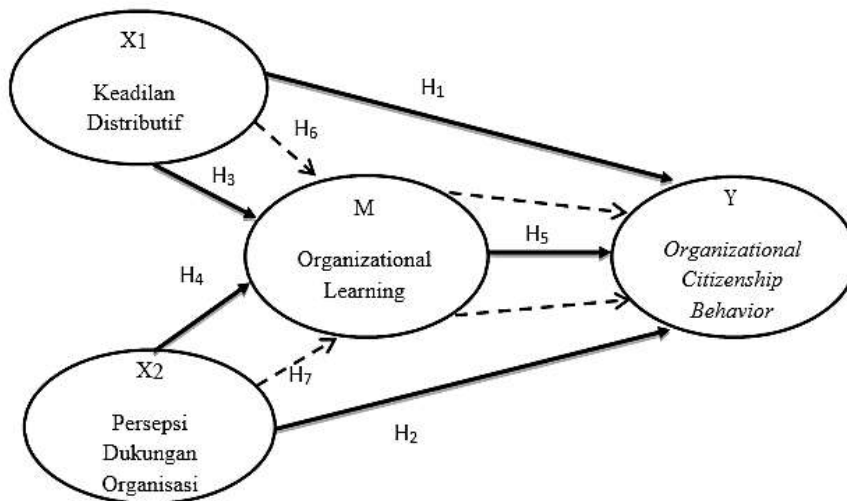 X1
Keadilan
Distributif
H1
H6
H3
M
Organizational
Learning
Y
Organizational
Citizenship
Behavior
H5
H4
X2
Persepsi
Dukungan
Organisasi
H7
H2